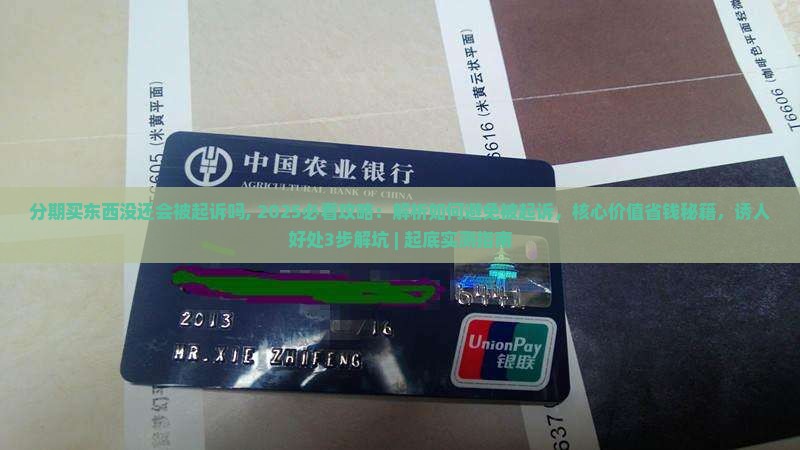 分期买东西没还会被起诉吗, 2025必看攻略：解析如何避免被起诉，核心价值省钱秘籍，诱人
好处3步解坑 | 起底实测指南
中国农业银行
AGRICULTURAL BANK OF CHINA
6441
2013
/16
MR.XIE ZHIFENG
UnionPay
银联
6605 (米黄平面)
6616 (米黄云状平面)
T6606 (咖啡色平面轻微
637